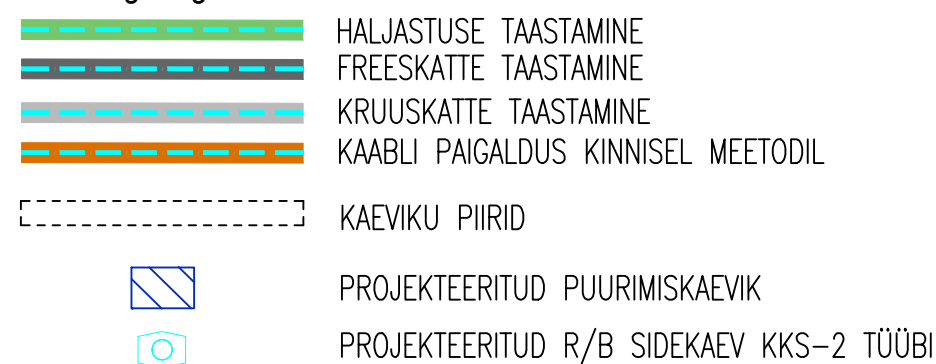 HALJASTUSE TAASTAMINE
FREESKATTE TAASTAMINE
KRUUSKATTE TAASTAMINE
KAABLI PAIGALDUS KINNISEL MEETODIL
KAEVIKU PIIRID
PROJEKTEERITUD PUURIMISKAEVIK
PROJEKTEERITUD R/B SIDEKAEV KKS-2 TÜÜBI